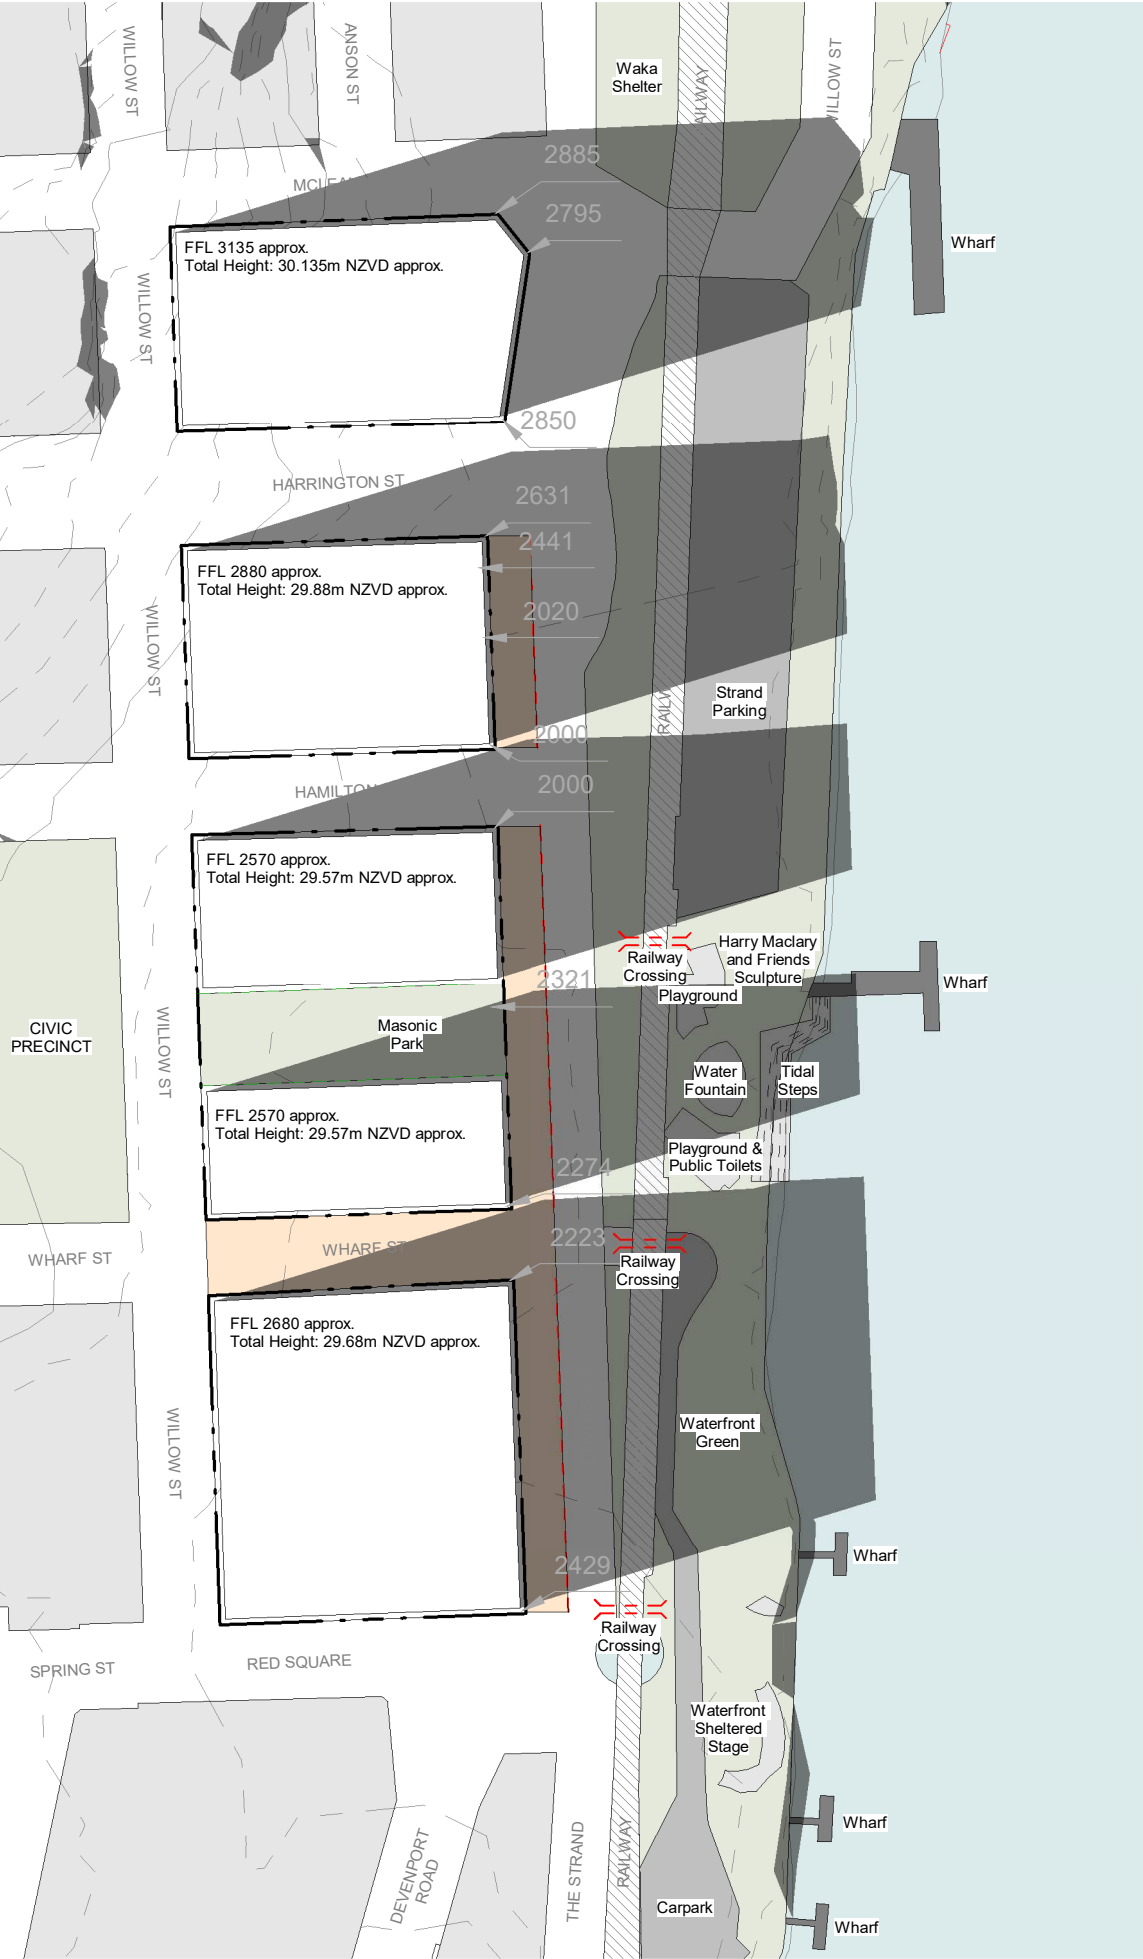 WILLOW ST
ANSON ST
Waka
Shelter
RAILWAY
WILLOW ST
2885
2795
Wharf
FFL 3135 approx.
Total Height: 30.135m NZVD approx.
WILLOW ST
2850
HARRINGTON ST
2631
2441
FFL 2880 approx.
Total Height: 29.88m NZVD approx.
2020
WILLOW ST
Strand
Parking
2000
2000
HAMILTON
FFL 2570 approx.
Total Height: 29.57m NZVD approx.
Harry Maclary
and Friends
Sculpture
Railway
Crossing
Playground
2321
Wharf
CIVIC
PRECINCT
WILLOW ST
Masonic
Park
Water
Fountain
Tidal
Steps
FFL 2570 approx.
Total Height: 29.57m NZVD approx.
Playground &
Public Toilets
2274
2223
WHARF ST
WHARF ST
Railway
Crossing
FFL 2680 approx.
Total Height: 29.68m NZVD approx.
WILLOW ST
Waterfront
Green
2429
Wharf
Railway
Crossing
SPRING ST
RED SQUARE
Waterfront
Sheltered
Stage
Wharf
DEVENPORT
ROAD
THE STRAND
RAILWAY
Carpark
Wharf